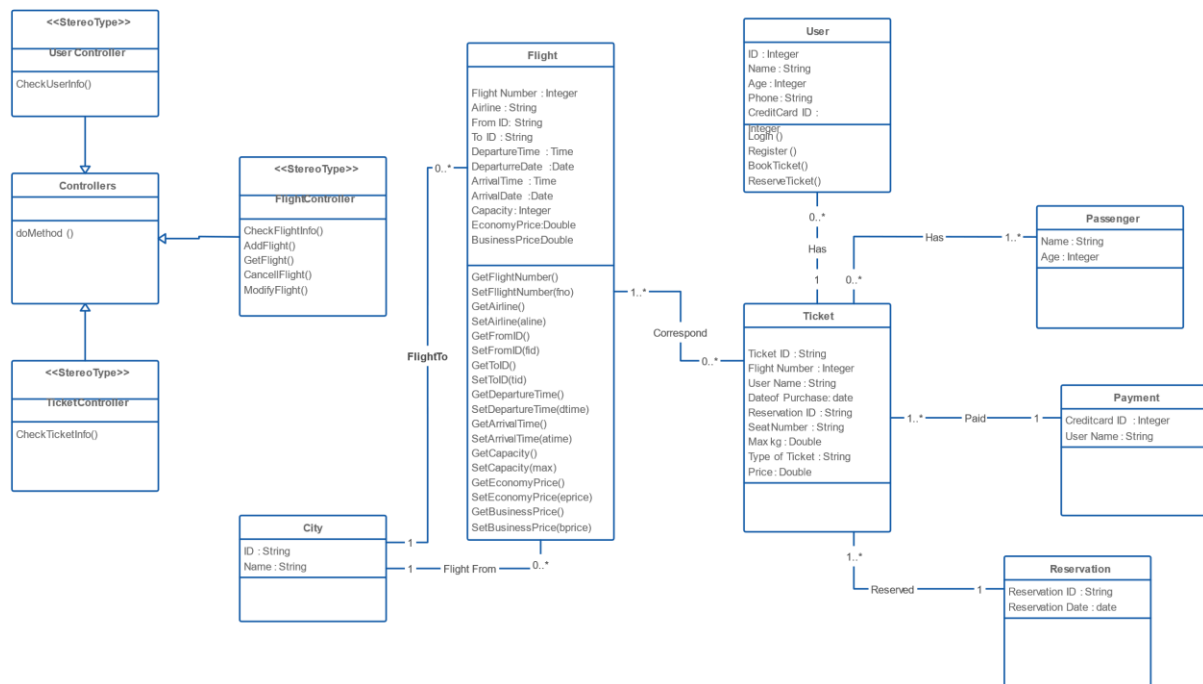 <<StereoType>>
User Controller
CheckUserInfo()
Controllers
doMethod ()
<<StereoType>>
FlightController
CheckFlightInfo()
AddFlight()
GetFlight()
CancellFlight()
ModifyFlight()
<<StereoType>>
TicketController
CheckTicketInfo()
Flight
Flight Number : Integer
Airline : String
From ID: String
To ID : String
DepartureTime : Time
DeparturreDate :Date
ArrivalTime : Time
ArrivalDate :Date
Capacity: Integer
EconomyPrice:Double
BusinessPrice:Double
GetFlightNumber()
SetFllightNumber(fno)
GetAirline()
SetAirline(aline)
GetFromID()
SetFromID(fid)
GetToID()
SetToID(tid)
GetDepartureTime()
SetDepartureTime(dtime)
GetArrivalTime()
SetArrivalTime(atime)
GetCapacity()
SetCapacity(max)
GetEconomyPrice()
SetEconomyPrice(eprice)
GetBusinessPrice()
SetBusinessPrice(bprice)
0..*
FlightTo
1
City
ID : String
Name : String
1
Flight From
0..*
1..*
Correspond
0..*
User
ID : Integer
Name : String
Age : Integer
Phone : String
CreditCard ID :
Integer
Login ()
Register ()
BookTicket()
ReserveTicket()
0..*
Has
1
0..*
Has
1..*
Passenger
Name : String
Age : Integer
Ticket
Ticket ID : String
Flight Number : Integer
User Name : String
Dateof Purchase: date
Reservation ID : String
SeatNumber : String
Max kg : Double
Type of Ticket : String
Price : Double
1..*
Paid
1
Payment
Creditcard ID : Integer
User Name : String
1..*
Reserved
1
Reservation
Reservation ID : String
Reservation Date : date